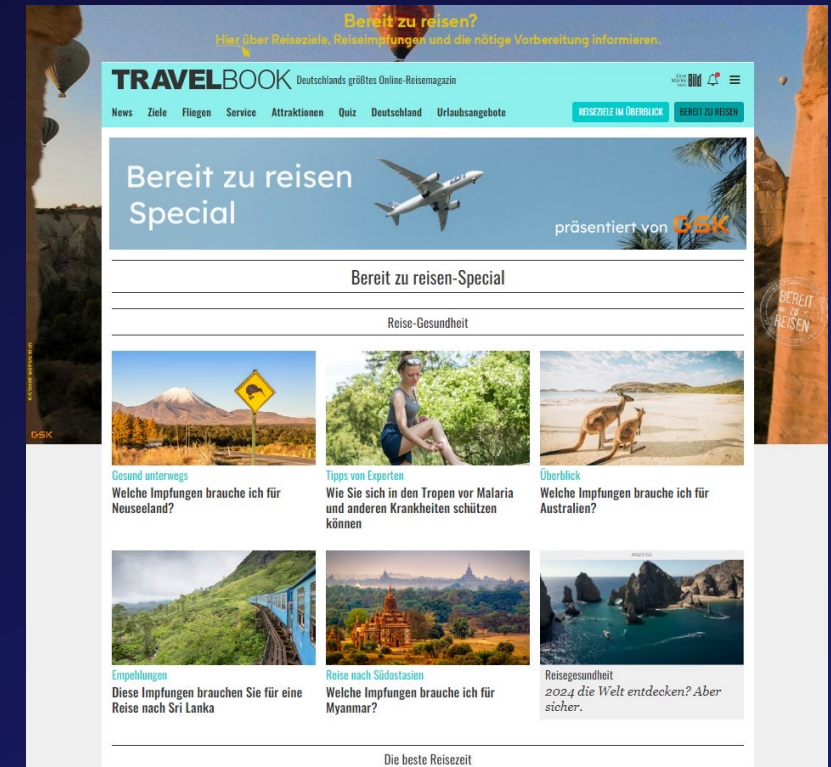 Bereit zu reisen?
Hier über Reiseziele, Reiseimpfungen und die nötige Vorbereitung informieren.
TRAVELBOOK Deutschlands größtes Online-Reisemagazin
Bild
News Ziele Fliegen Service Attraktionen Quiz Deutschland Urlaubsangebote REISEZIELE IM ÜBERBLICK BEREIT ZU REISEN
Bereit zu reisen
Special
präsentiert von GSK
Bereit zu reisen-Special
BEREIT
ZU
REISEN
Reise-Gesundheit
GSK
Gesund unterwegs
Welche Impfungen brauche ich für
Neuseeland?
Tipps von Experten
Wie Sie sich in den Tropen vor Malaria
und anderen Krankheiten schützen
können
Überblick
Welche Impfungen brauche ich für
Australien?
ANZEIGE
Empehlungen
Diese Impfungen brauchen Sie für eine
Reise nach Sri Lanka
Reise nach Südostasien
Welche Impfungen brauche ich für
Myanmar?
Reisegesundheit
2024 die Welt entdecken? Aber
sicher.
Die beste Reisezeit